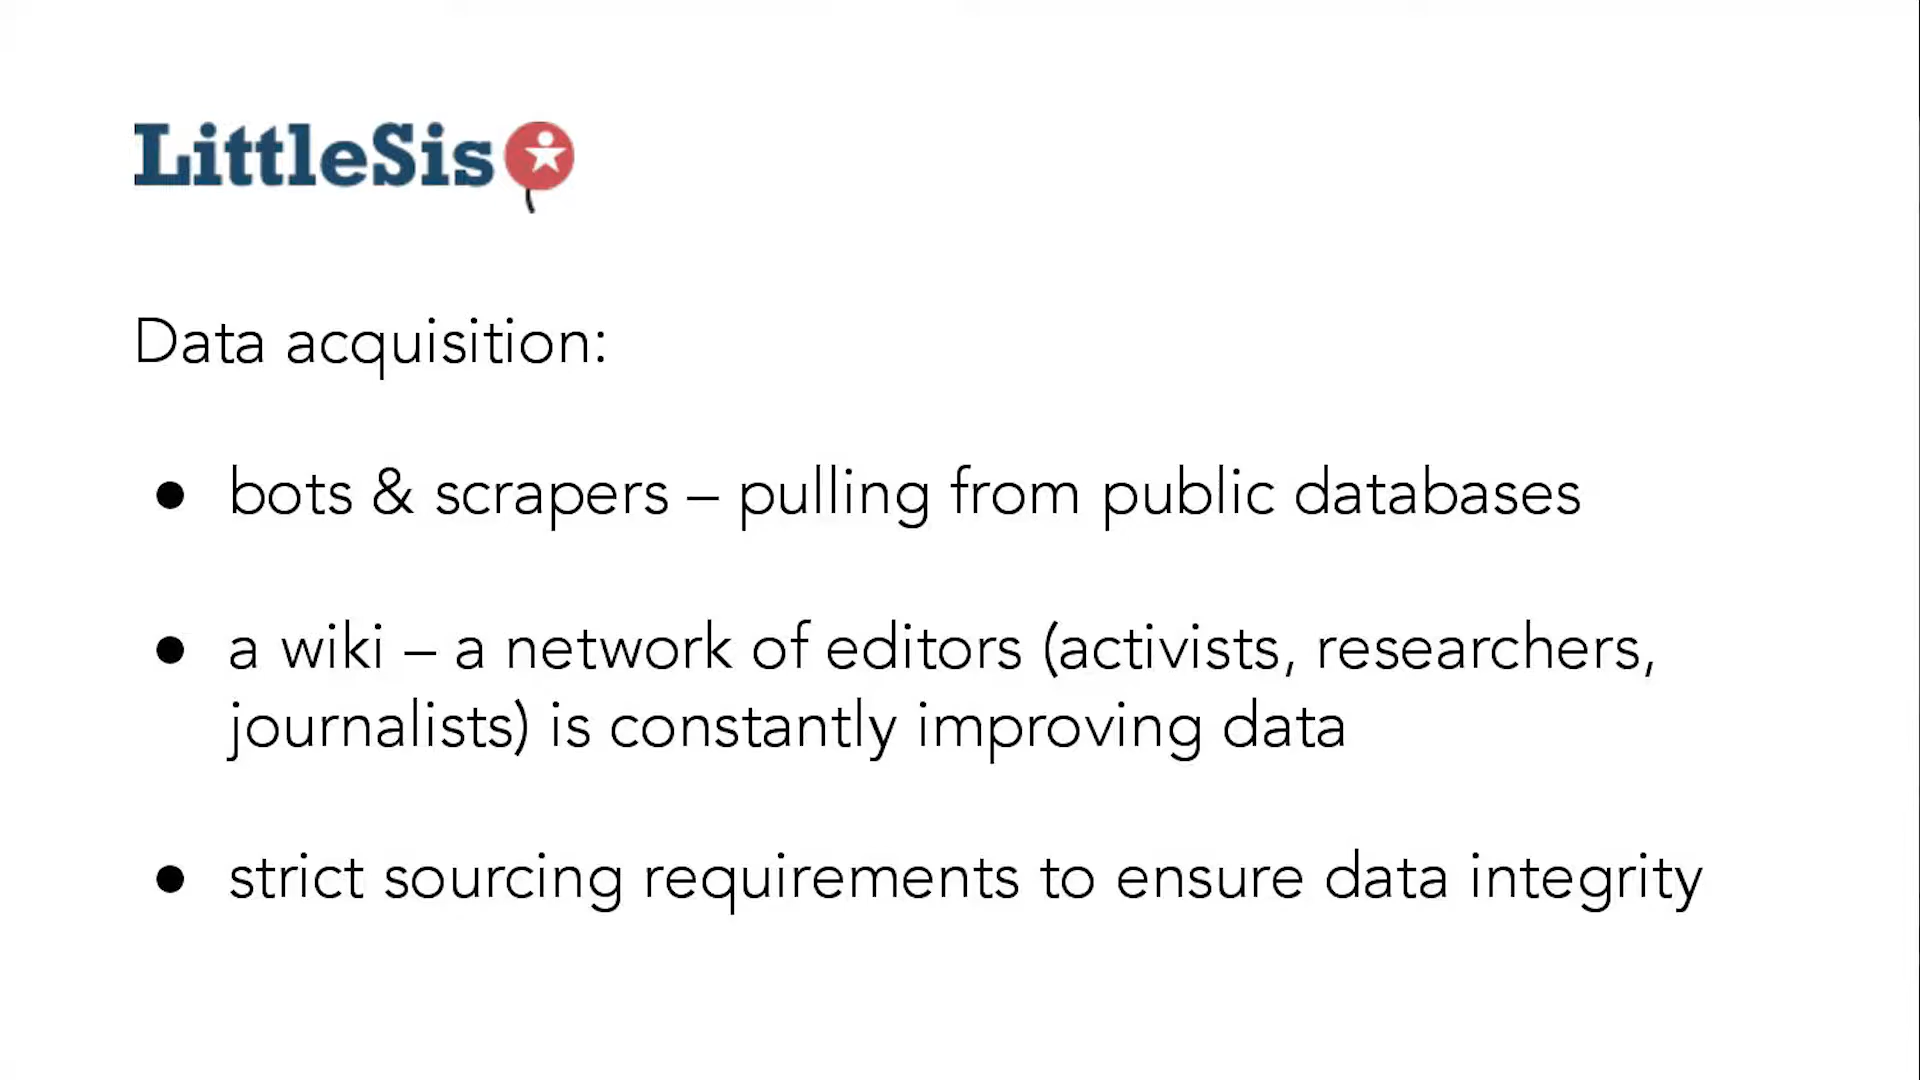 LittleSis
Data acquisition:
● bots & scrapers – pulling from public databases
● a wiki – a network of editors (activists, researchers,
journalists) is constantly improving data
● strict sourcing requirements to ensure data integrity